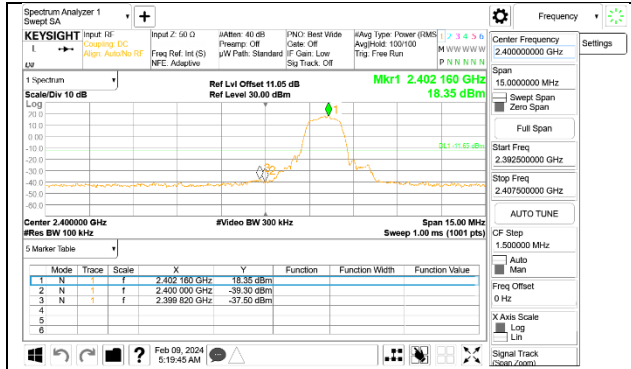 Spectrum Analyzer 1
Swept SA
+
Frequency
KEYSIGHT
Input: RF
Coupling: DC
Align: Auto/No RF
Input Z: 50 Ω
Freq Ref: Int (S)
NFE: Adaptive
#Atten: 40 dB
Preamp: Off
µW Path: Standard
PNO: Best Wide
Gate: Off
IF Gain: Low
Sig Track: Off
#Avg Type: Power (RMS
Avg|Hold: 100/100
Trig: Free Run
1 2 3 4 5 6
M W W W W W
P N N N N N
Center Frequency
2.400000000 GHz
Settings
Span
15.0000000 MHz
Swept Span
Zero Span
Full Span
Start Freq
2.392500000 GHz
Stop Freq
2.407500000 GHz
AUTO TUNE
CF Step
1.500000 MHz
Auto
Man
Freq Offset
0 Hz
X Axis Scale
Log
Lin
Signal Track
(Span Zoom)
1 Spectrum
Scale/Div 10 dB
Ref Lvl Offset 11.05 dB
Ref Level 30.00 dBm
Mkr1 2.402 160 GHz
18.35 dBm
Log
20.0
10.0
0.00
-10.0
-20.0
-30.0
-40.0
-50.0
-60.0
1
DL1 -11.65 dBm
Center 2.400000 GHz
#Res BW 100 kHz
#Video BW 300 kHz
Span 15.00 MHz
Sweep 1.00 ms (1001 pts)
5 Marker Table
Mode Trace Scale X Y Function Function Width Function Value
1 N 1 f 2.402 160 GHz 18.35 dBm
2 N 1 f 2.400 000 GHz -39.30 dBm
3 N 1 f 2.399 820 GHz -37.50 dBm
4
5
6
?
Feb 09, 2024
5:19:45 AM